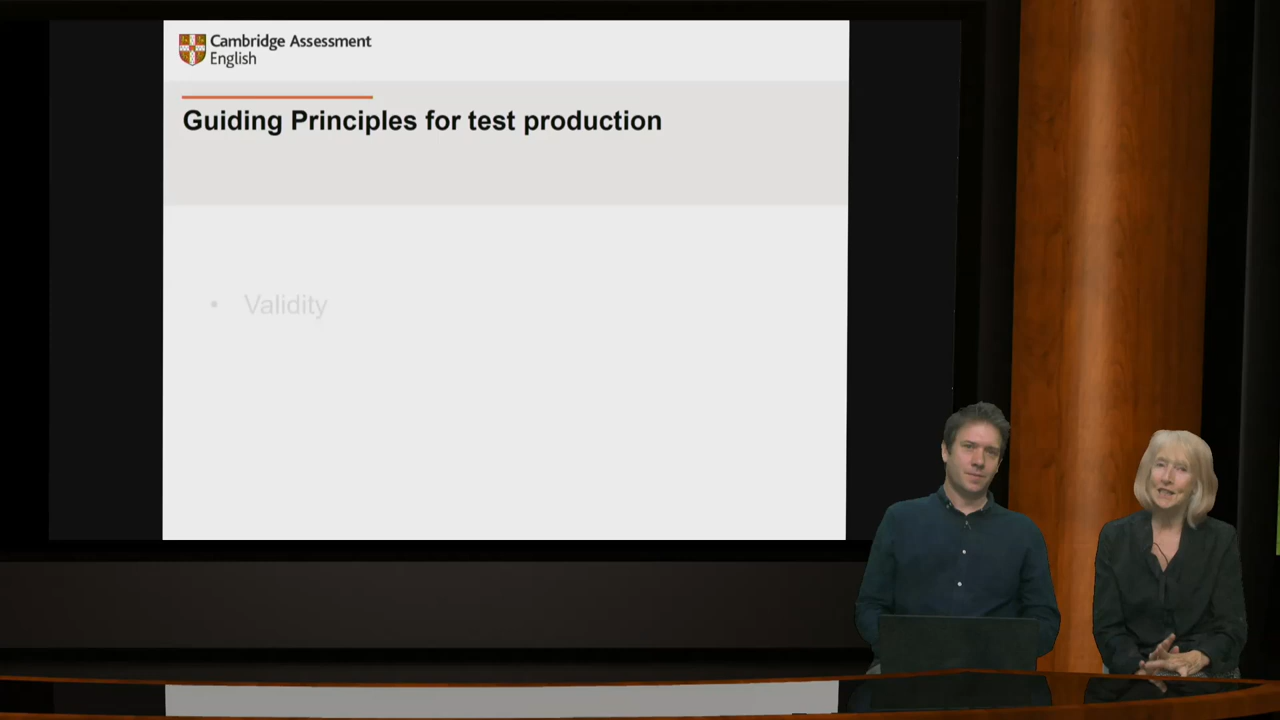 Cambridge Assessment
English
Guiding Principles for test production
• Validity